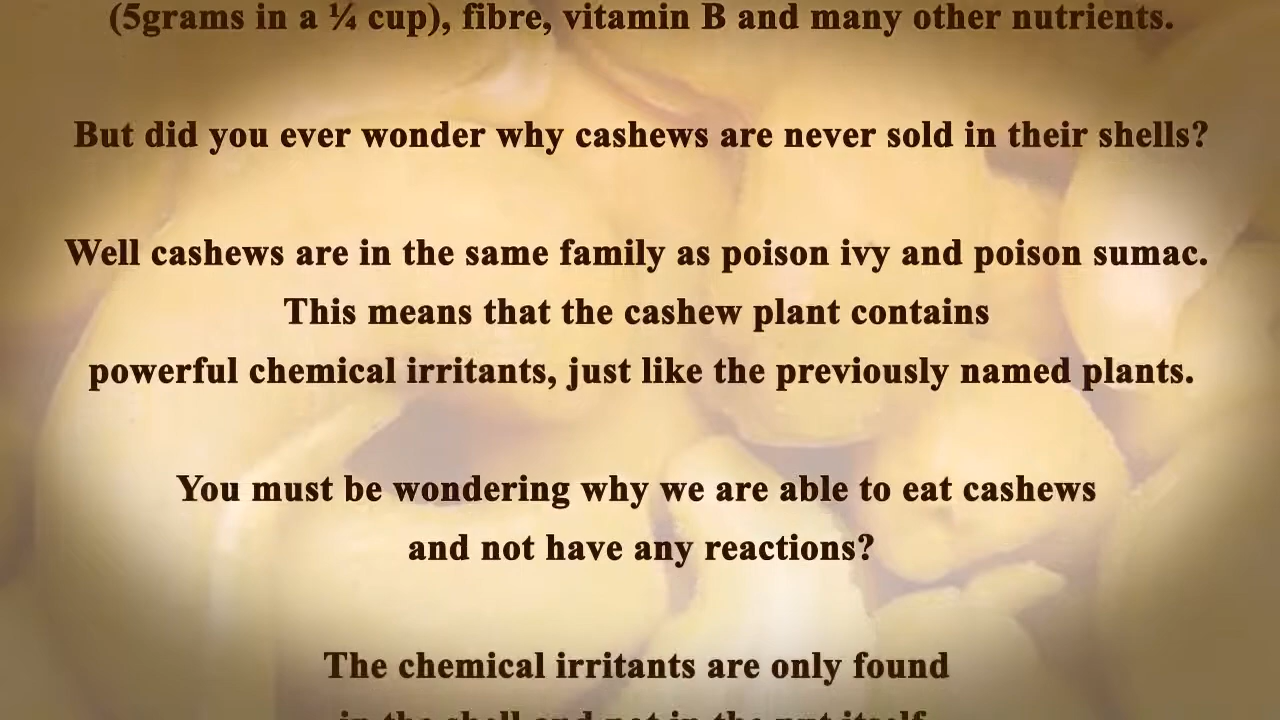 (5grams in a ¼ cup), fibre, vitamin B and many other nutrients.
But did you ever wonder why cashews are never sold in their shells?
Well cashews are in the same family as poison ivy and poison sumac.
This means that the cashew plant contains
powerful chemical irritants, just like the previously named plants.
You must be wondering why we are able to eat cashews
and not have any reactions?
The chemical irritants are only found
in the shell and not in the nut itself.